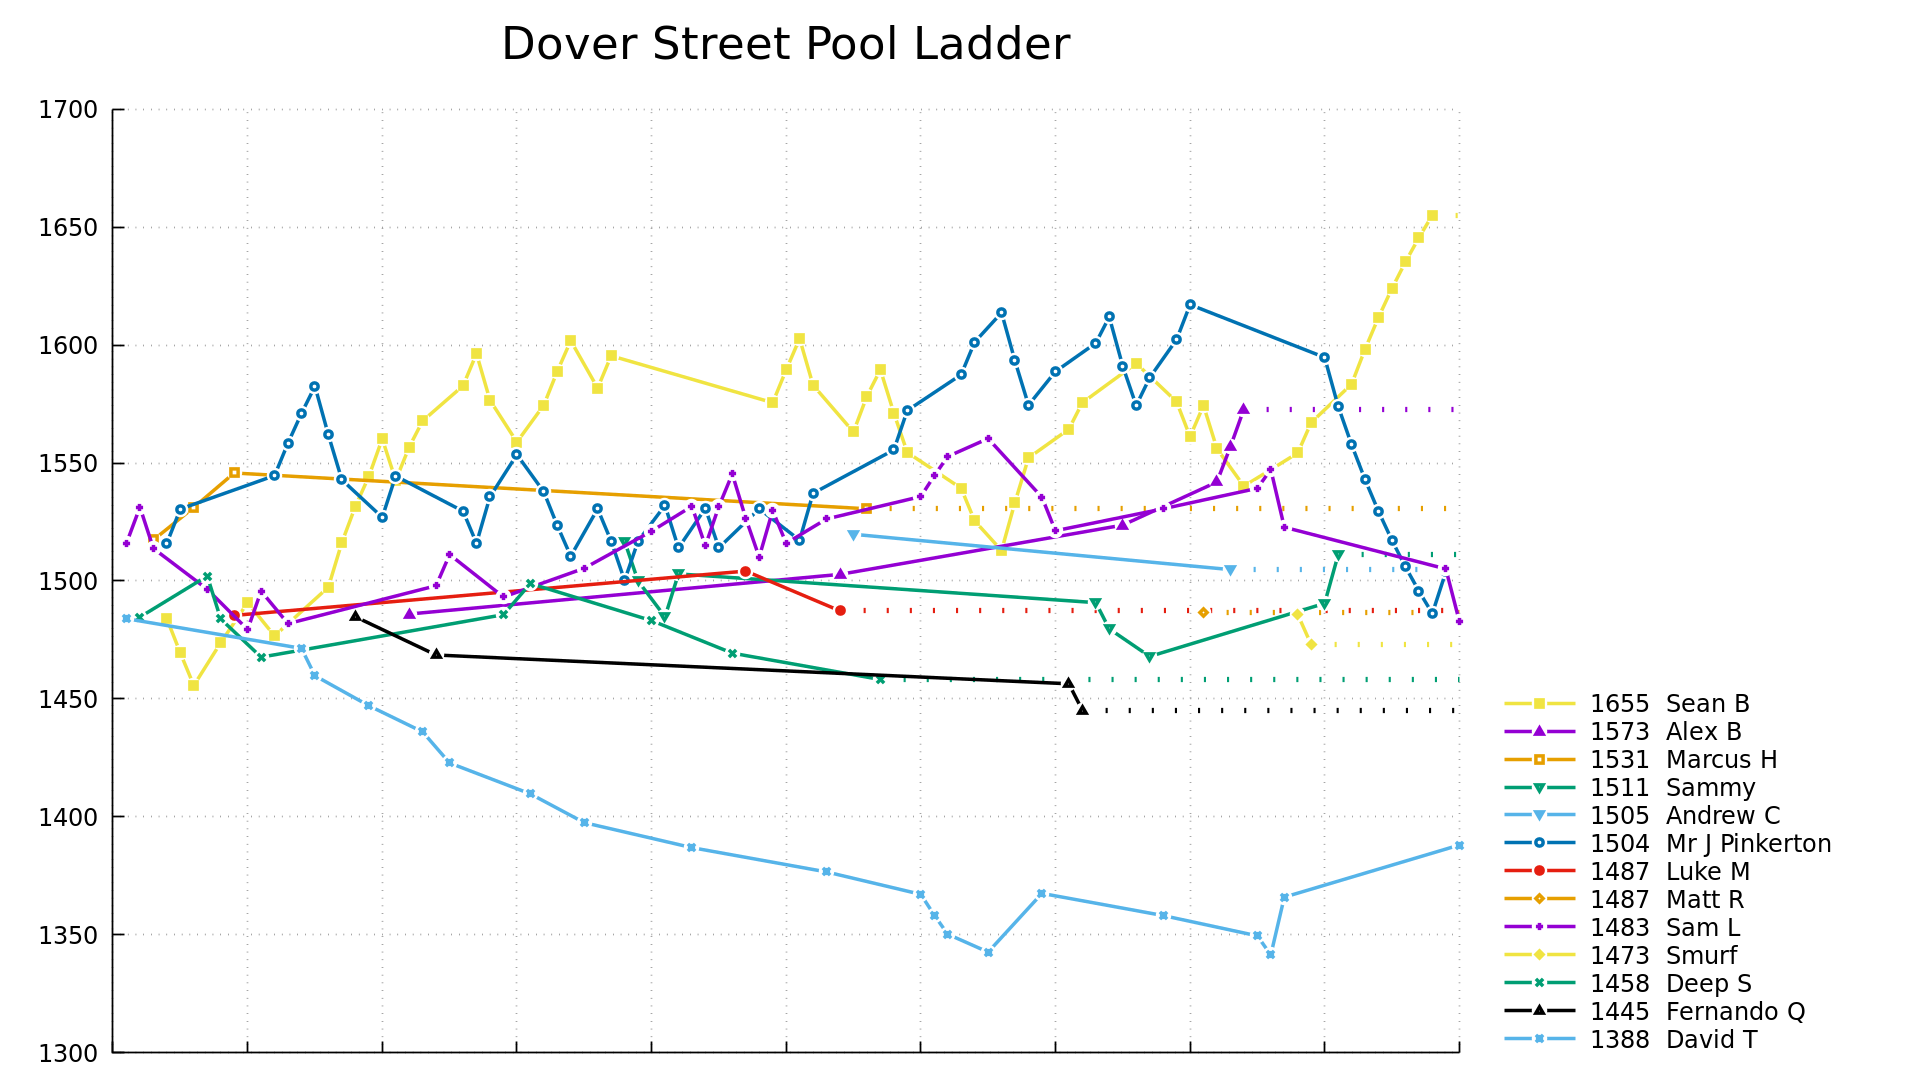 Dover Street Pool Ladder
1700
1650
1600
1550
1500
1450
1400
1350
1300
1655 Sean B
1573 Alex B
1531 Marcus H
1511 Sammy
1505 Andrew C
1504 Mr J Pinkerton
1487 Luke M
1487 Matt R
1483 Sam L
1473 Smurf
1458 Deep S
1445 Fernando Q
1388 David T